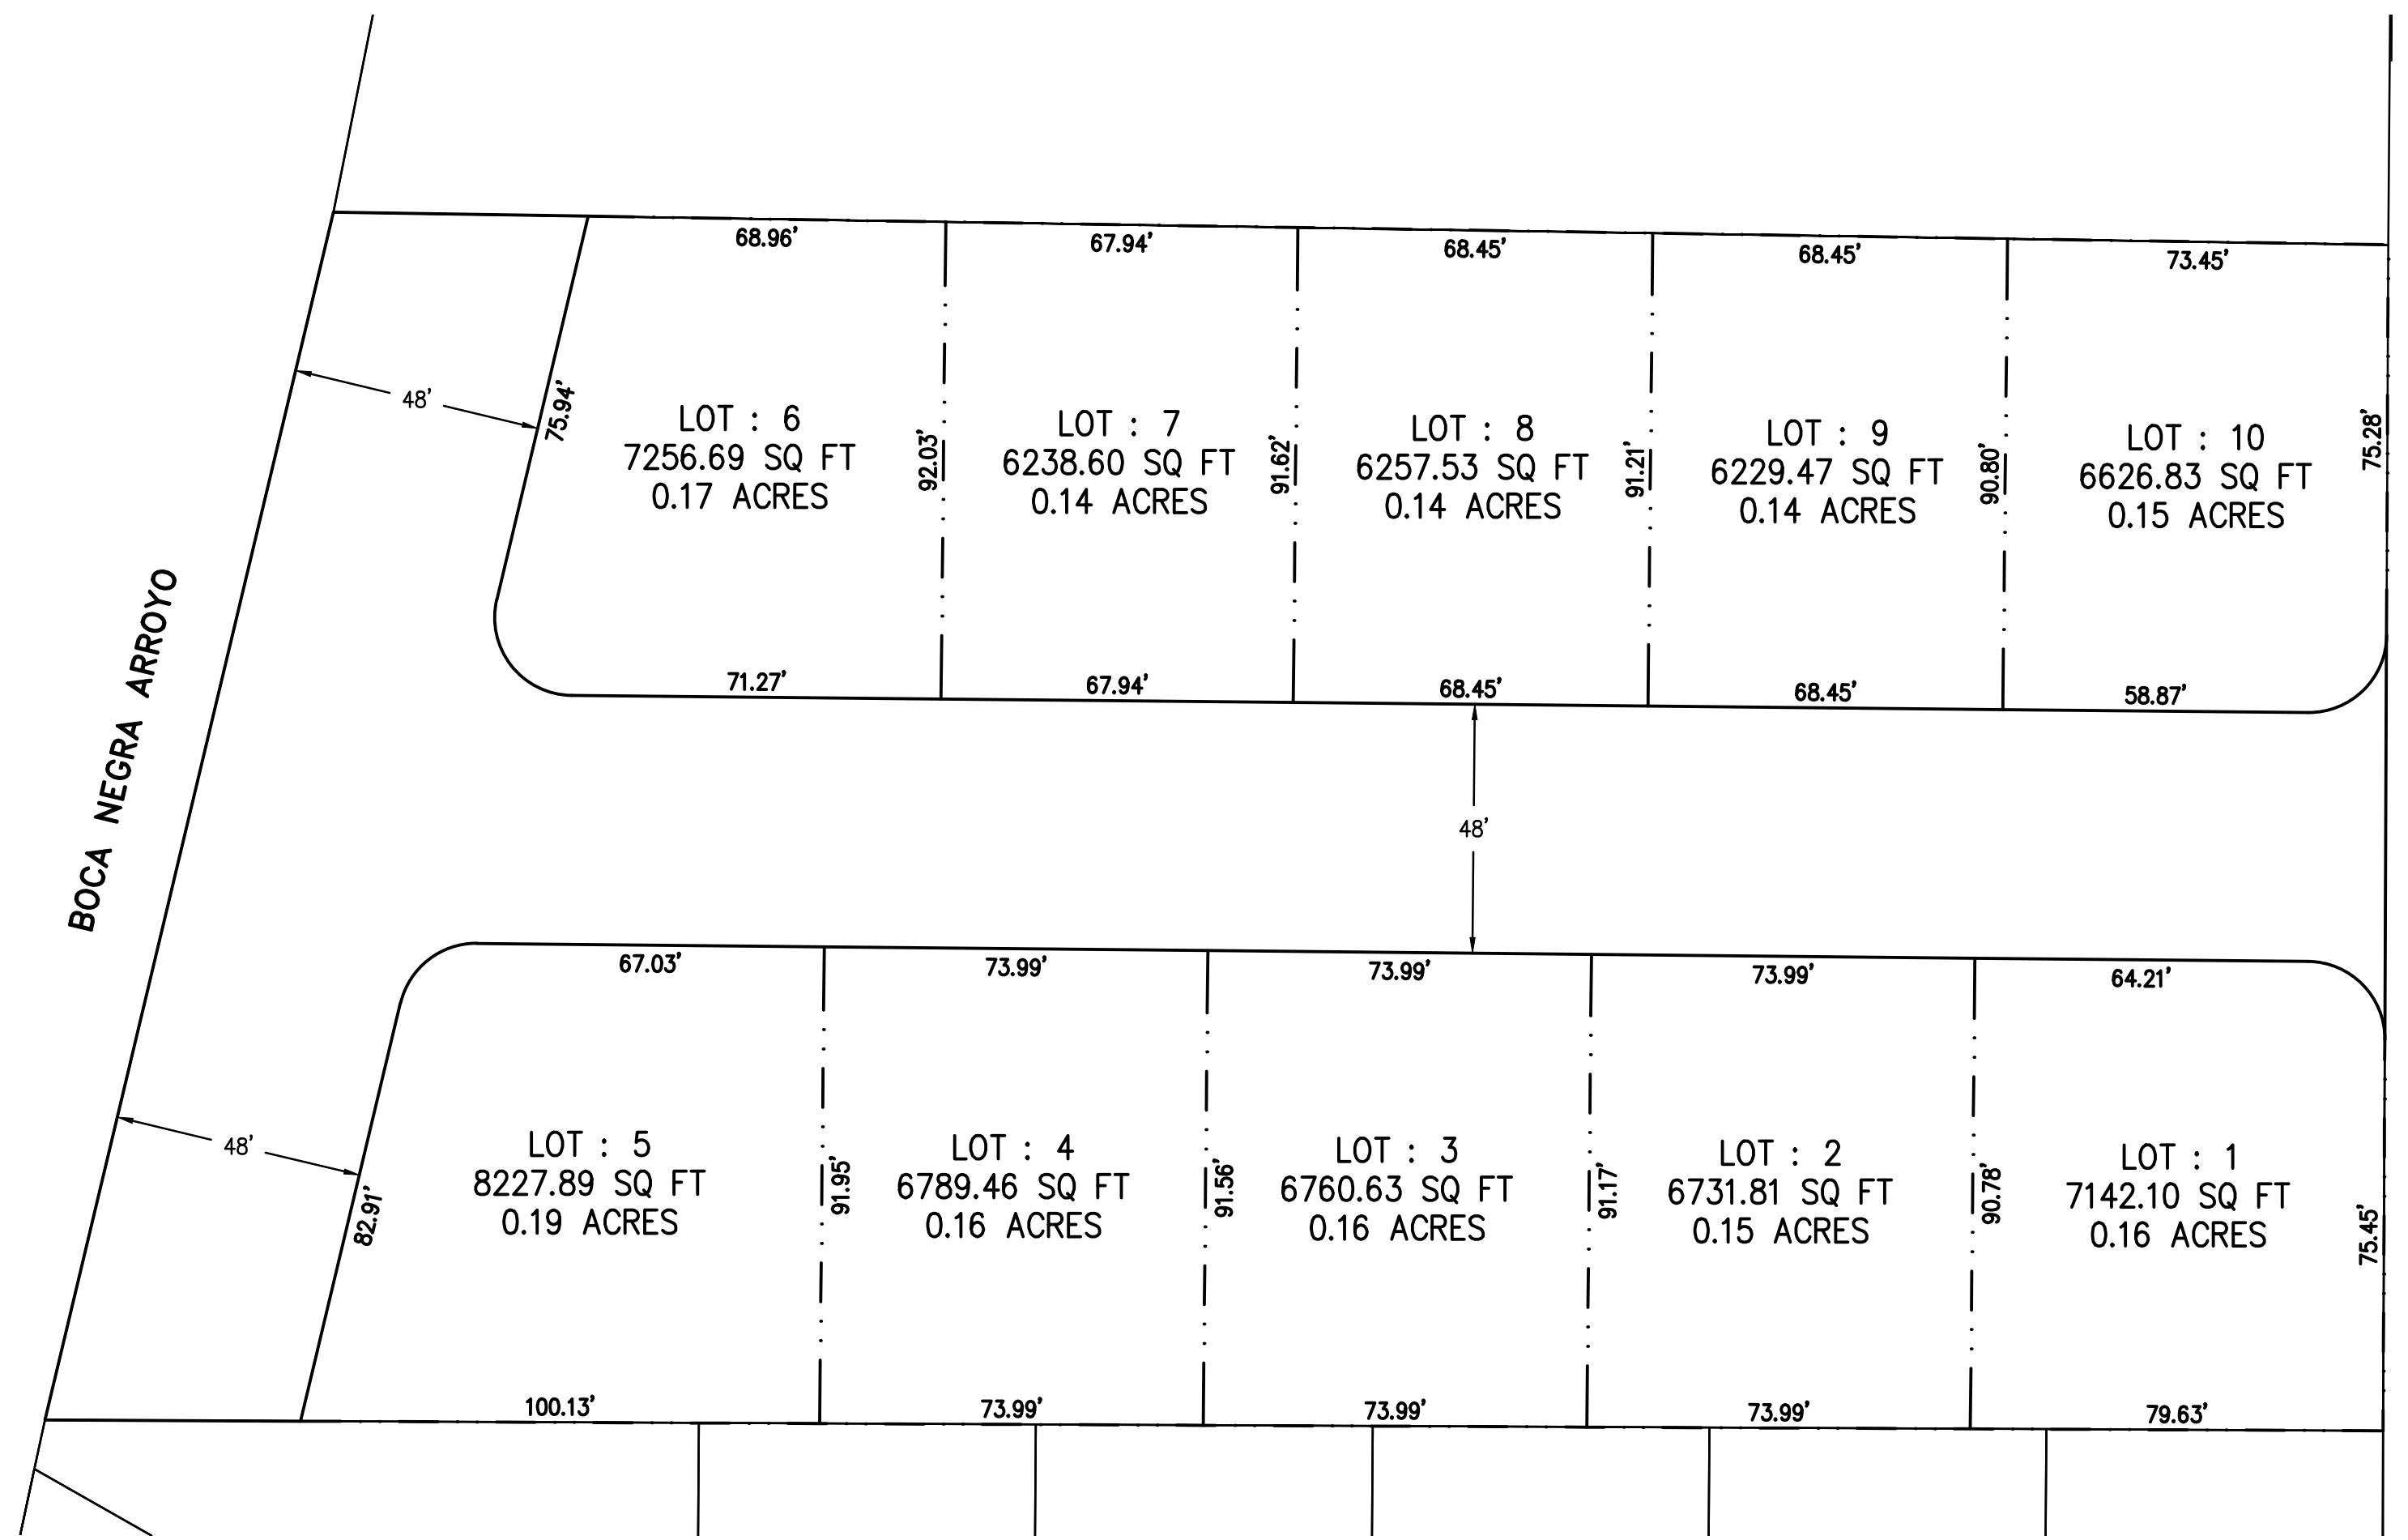 68.96'
67.94'
68.45'
68.45'
73.45'
48'
75.94'
LOT : 6
7256.69 SQ FT
0.17 ACRES
92.03'
LOT : 7
6238.60 SQ FT
0.14 ACRES
91.62'
LOT : 8
6257.53 SQ FT
0.14 ACRES
91.21'
LOT : 9
6229.47 SQ FT
0.14 ACRES
90.80'
LOT : 10
6626.83 SQ FT
0.15 ACRES
75.28'
71.27'
67.94'
68.45'
68.45'
58.87'
BOCA NEGRA ARROYO
48'
67.03'
73.99'
73.99'
73.99'
64.21'
48'
82.91'
LOT : 5
8227.89 SQ FT
0.19 ACRES
91.95'
LOT : 4
6789.46 SQ FT
0.16 ACRES
91.56'
LOT : 3
6760.63 SQ FT
0.16 ACRES
91.17'
LOT : 2
6731.81 SQ FT
0.15 ACRES
90.78'
LOT : 1
7142.10 SQ FT
0.16 ACRES
75.45'
100.13'
73.99'
73.99'
73.99'
79.63'